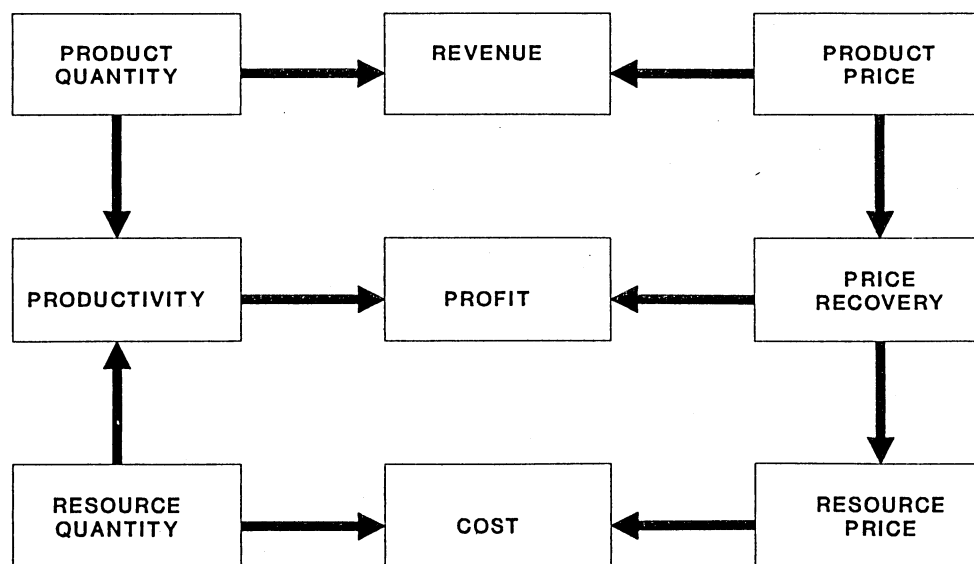 PRODUCT
QUANTITY
REVENUE
PRODUCT
PRICE
PRODUCTIVITY
PROFIT
PRICE
RECOVERY
RESOURCE
QUANTITY
COST
RESOURCE
PRICE